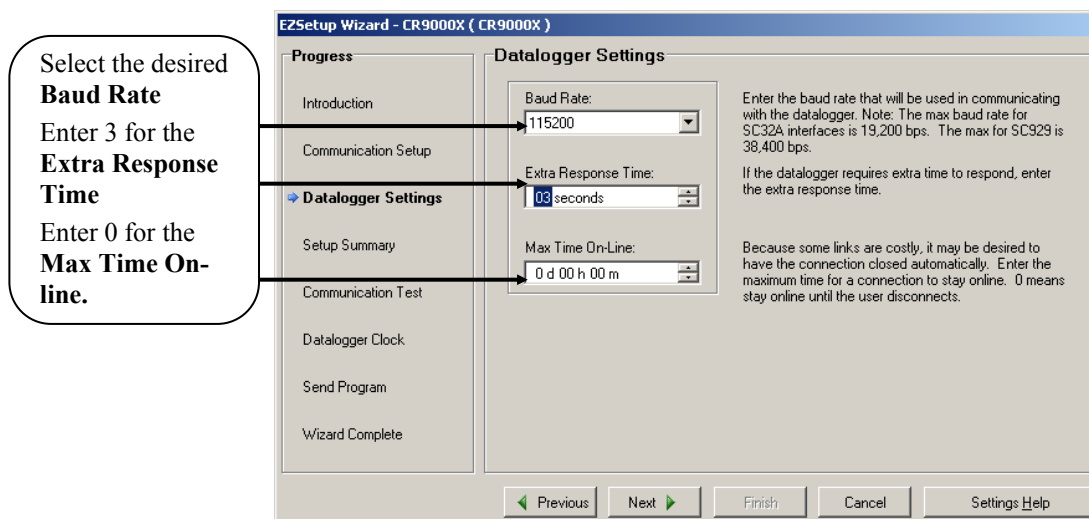 EZSetup Wizard - CR9000X ( CR9000X )
Select the desired
Baud Rate
Enter 3 for the
Extra Response
Time
Enter 0 for the
Max Time On-
line.
Progress
Introduction
Communication Setup
Datalogger Settings
Setup Summary
Communication Test
Datalogger Clock
Send Program
Wizard Complete
Datalogger Settings
Baud Rate:
115200
Enter the baud rate that will be used in communicating
with the datalogger. Note: The max baud rate for
SC32A interfaces is 19,200 bps. The max for SC929 is
38,400 bps.
Extra Response Time:
03 seconds
If the datalogger requires extra time to respond, enter
the extra response time.
Max Time On-Line:
0 d 00 h 00 m
Because some links are costly, it may be desired to
have the connection closed automatically. Enter the
maximum time for a connection to stay online. 0 means
stay online until the user disconnects.
Previous
Next
Finish
Cancel
Settings Help